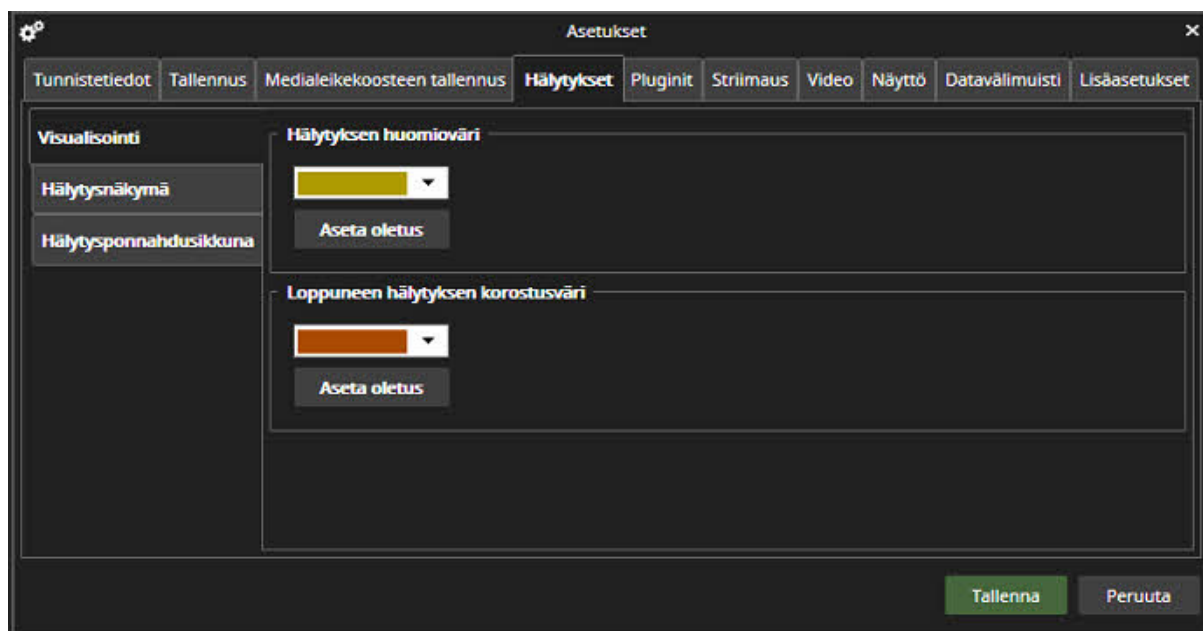 Asetukset
Tunnistetiedot Tallennus Medialeikekoosteen tallennus Hälytykset Pluginit Striimaus Video Näyttö Datavälimuisti Lisäasetukset
Visualisointi
Hälytysnäkymä
Hälytysponnahdusikkuna
Hälytyksen huomioväri
Aseta oletus
Loppuneen hälytyksen korostusväri
Aseta oletus
Tallenna Peruuta